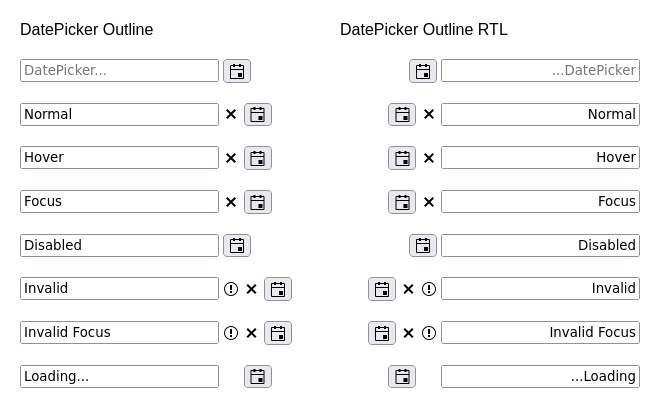 DatePicker Outline
DatePicker...
Normal
Hover
Focus
Disabled
Invalid
Invalid Focus
Loading...
DatePicker Outline RTL
...DatePicker
Normal
Hover
Focus
Disabled
Invalid
Invalid Focus
...Loading